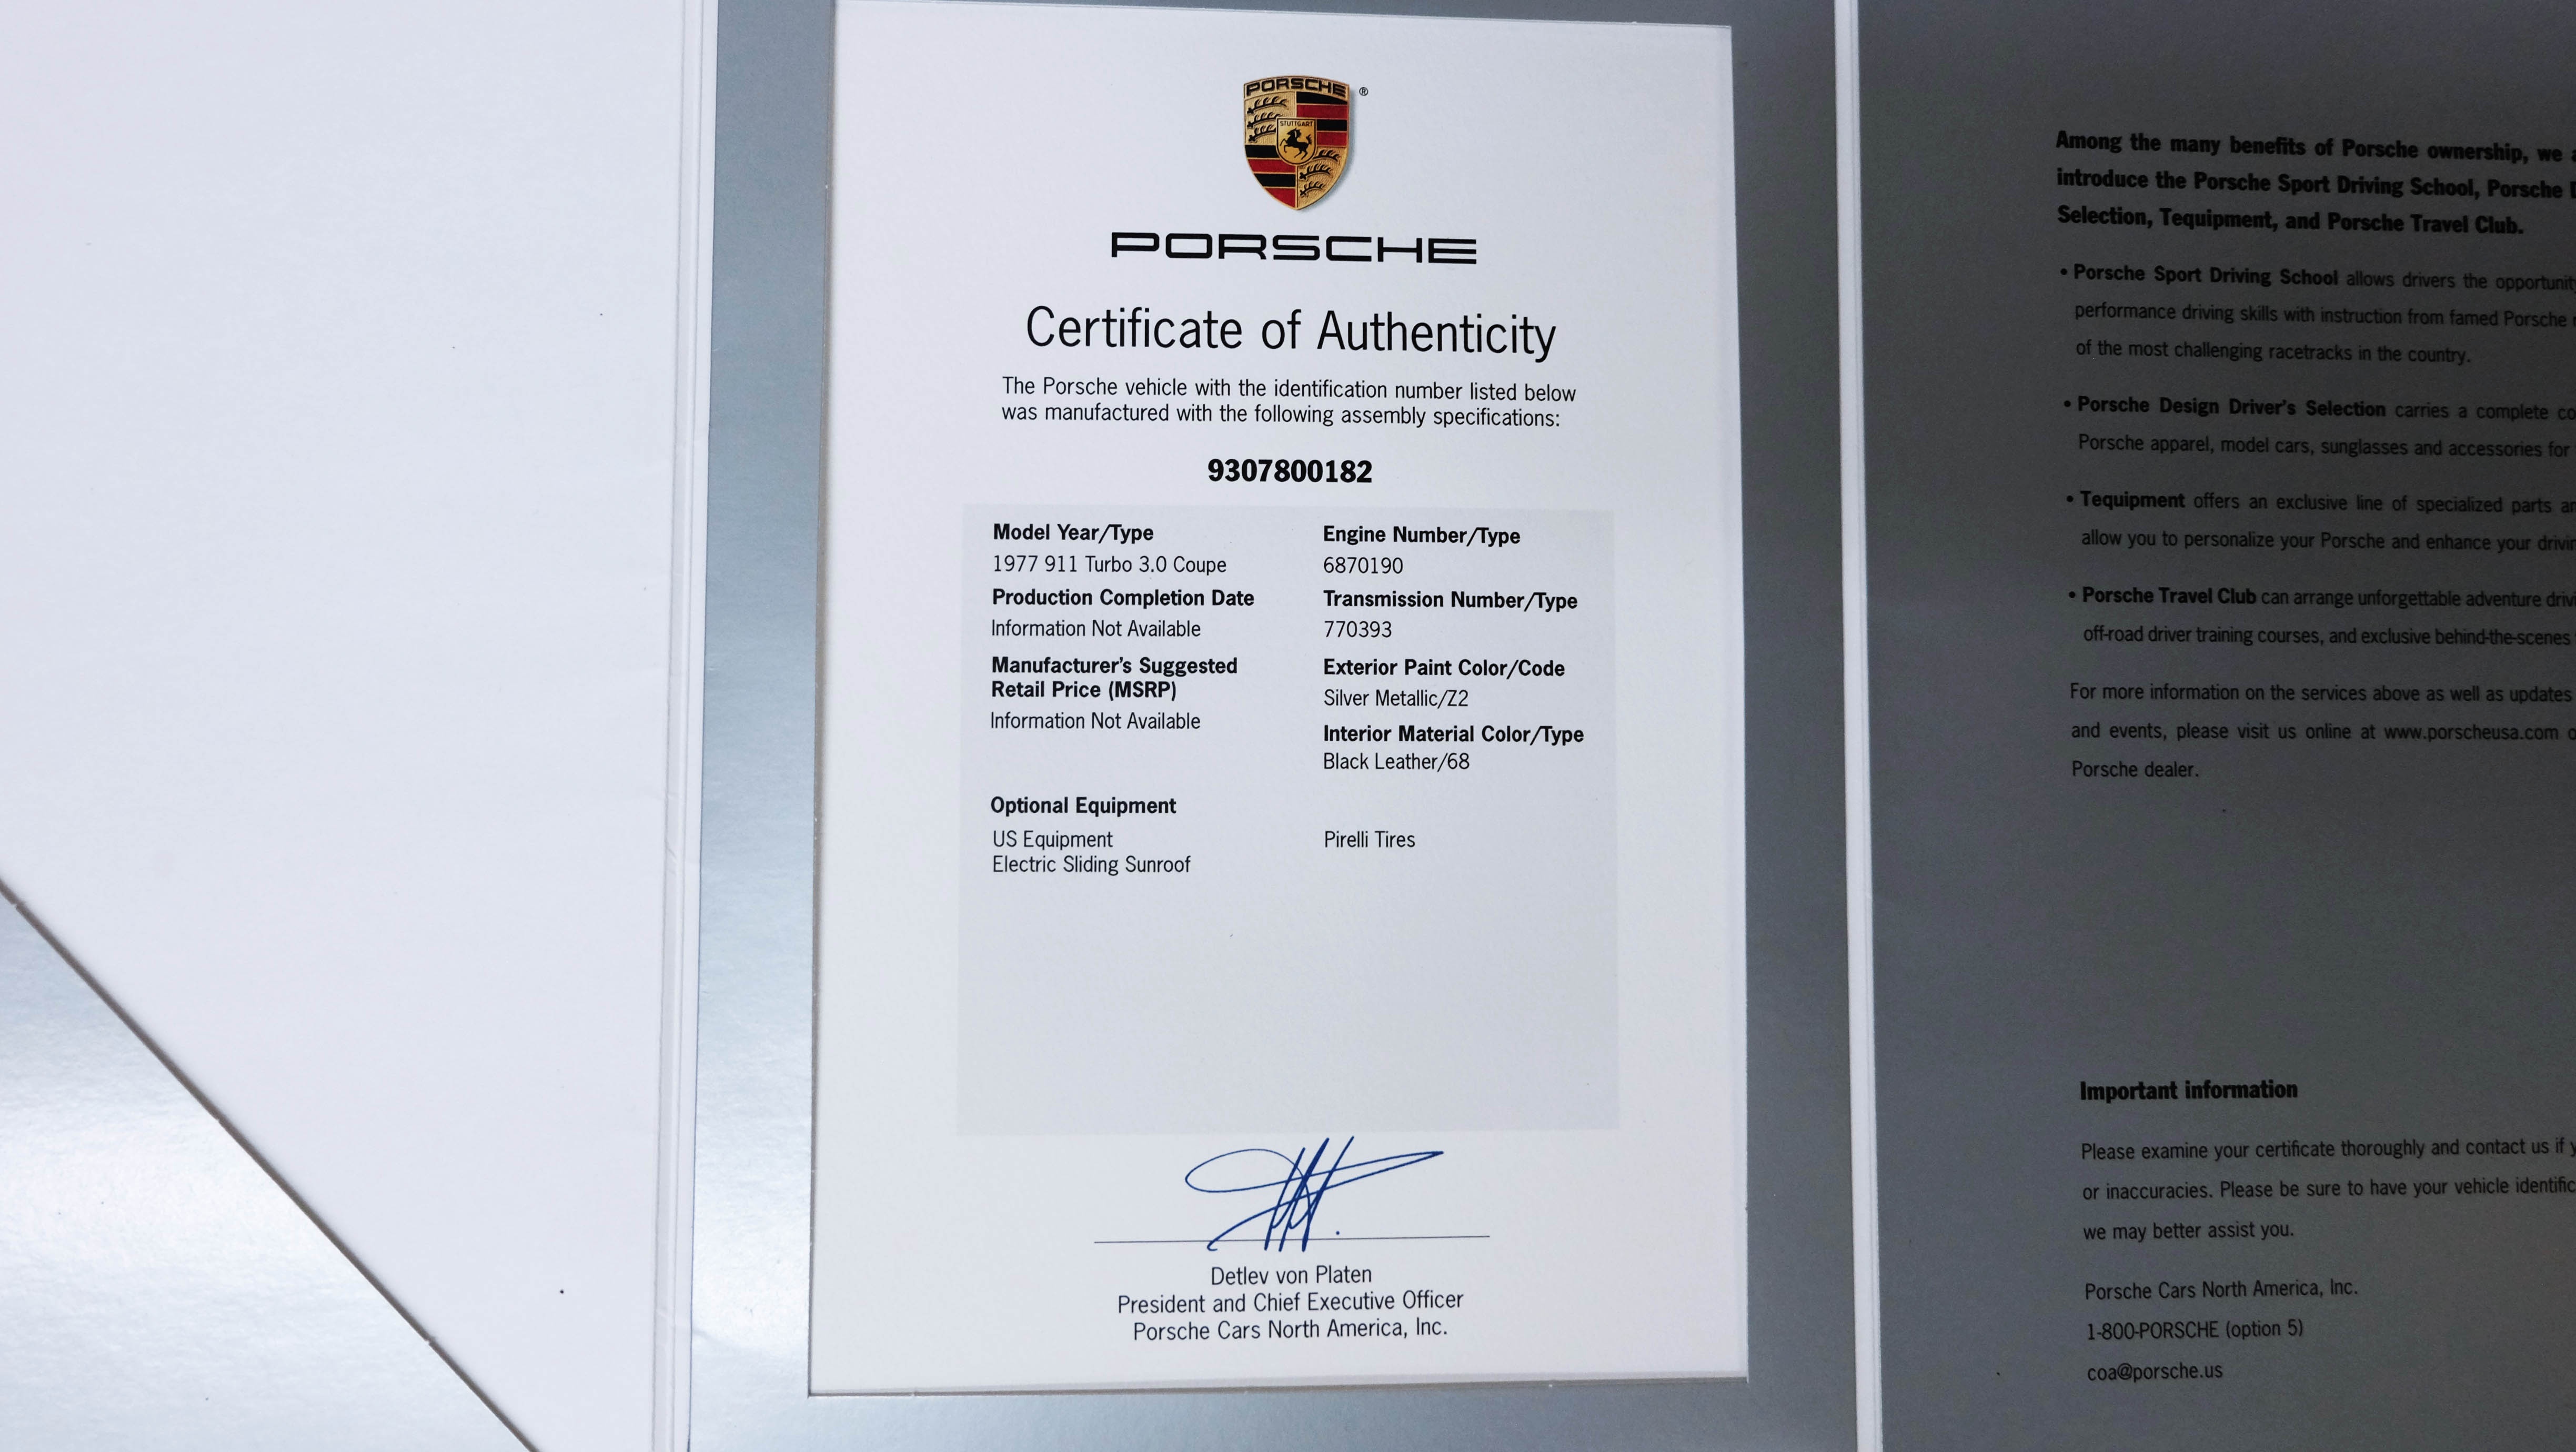 PORSCHE
STUTTGART
®
PORSCHE
Certificate of Authenticity
The Porsche vehicle with the identification number listed below
was manufactured with the following assembly specifications:
9307800182
Model Year/Type
1977 911 Turbo 3.0 Coupe
Production Completion Date
Information Not Available
Manufacturer's Suggested
Retail Price (MSRP)
Information Not Available
Engine Number/Type
6870190
Transmission Number/Type
770393
Exterior Paint Color/Code
Silver Metallic/Z2
Interior Material Color/Type
Black Leather/68
Optional Equipment
US Equipment
Electric Sliding Sunroof
Pirelli Tires
Detlev von Platen
President and Chief Executive Officer
Porsche Cars North America, Inc.
Among the many benefits of Porsche ownership, we
introduce the Porsche Sport Driving School, Porsche
Selection, Tequipment, and Porsche Travel Club.
• Porsche Sport Driving School allows drivers the
performance driving skills with instruction from famed Porsche
of the most challenging racetracks in the country.
• Porsche Design Driver's Selection carries a complete
Porsche apparel, model cars, sunglasses and accessories for
• Tequipment offers an exclusive line of specialized parts
allow you to personalize your Porsche and enhance your
• Porsche Travel Club can arrange unforgettable adventure
off-road driver training courses, and exclusive behind-the-scenes
For more information on the services above as well as updates
and events, please visit us online at www.porscheusa.com
Porsche dealer.
Important information
Please examine your certificate thoroughly and contact us if
or inaccuracies. Please be sure to have your vehicle
we may better assist you.
Porsche Cars North America, Inc.
1-800-PORSCHE (option 5)
coa@porsche.us